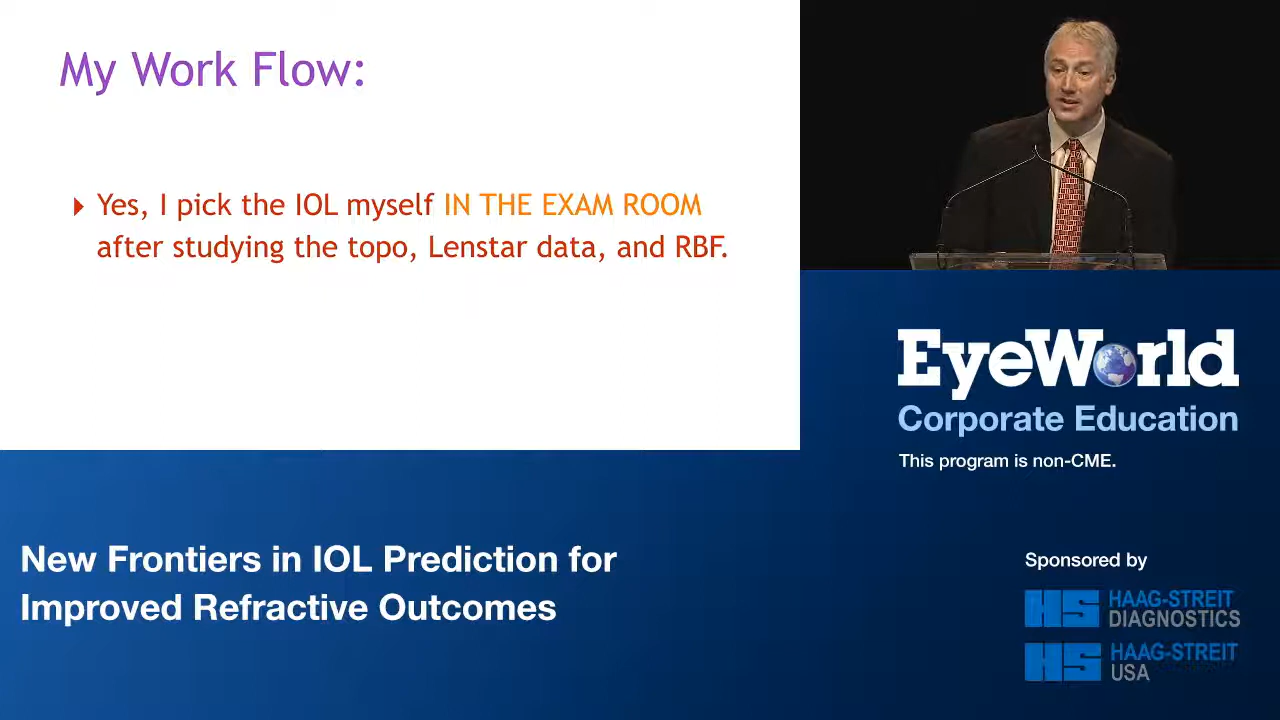 My Work Flow:
Yes, I pick the IOL myself IN THE EXAM ROOM
after studying the topo, Lenstar data, and RBF.
EyeWorld
Corporate Education
This program is non-CME.
New Frontiers in IOL Prediction for
Improved Refractive Outcomes
Sponsored by
HS HAAG-STREIT
DIAGNOSTICS
HS HAAG-STREIT
USA